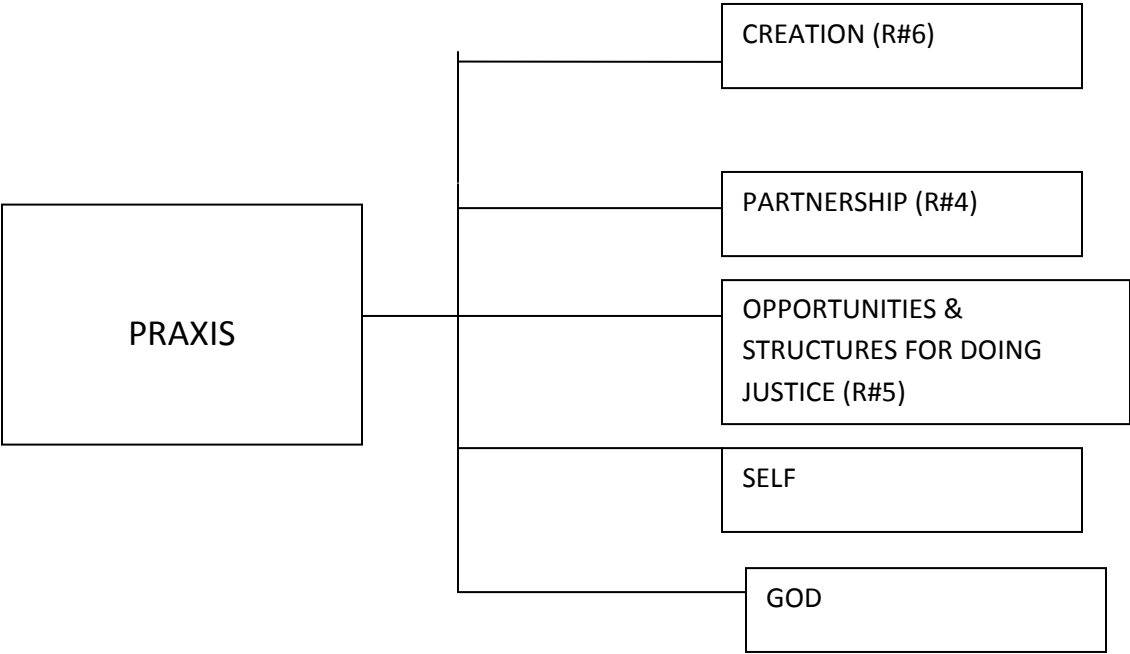 CREATION (R#6)
PARTNERSHIP (R#4)
PRAXIS
OPPORTUNITIES &
STRUCTURES FOR DOING
JUSTICE (R#5)
SELF
GOD